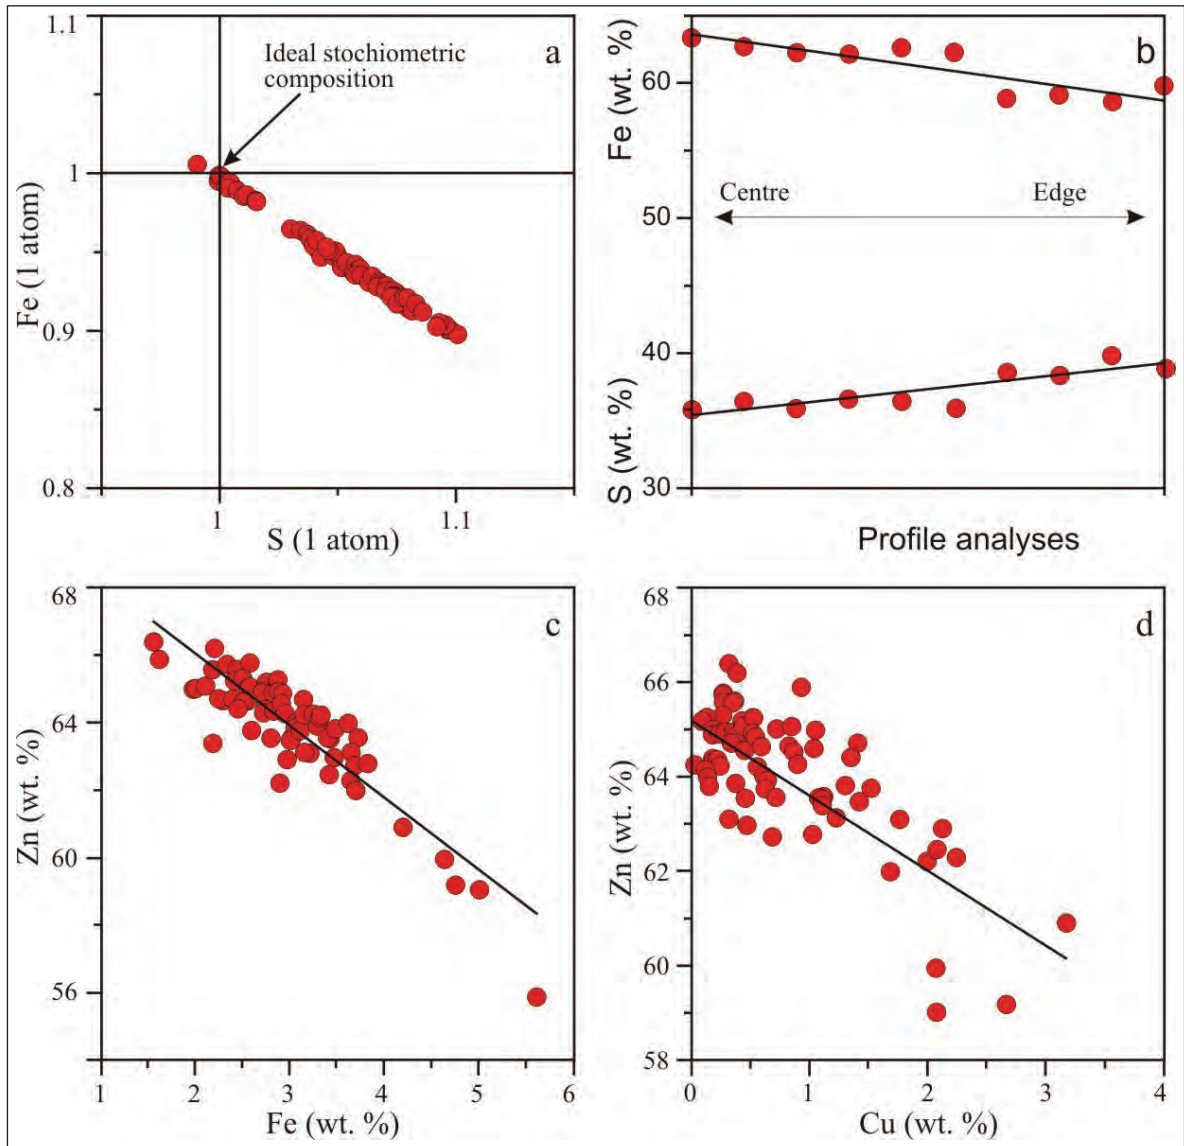 1.1
1
0.9
0.8
Fe (1 atom)
Ideal stochiometric
composition
a
1
1.1
S (1 atom)
60
50
40
30
Fe (wt. %)
S (wt. %)
b
Centre
Edge
Profile analyses
68
64
60
56
Zn (wt. %)
c
1
2
3
4
5
6
Fe (wt. %)
68
66
64
62
60
58
Zn (wt. %)
d
0
1
2
3
4
Cu (wt. %)